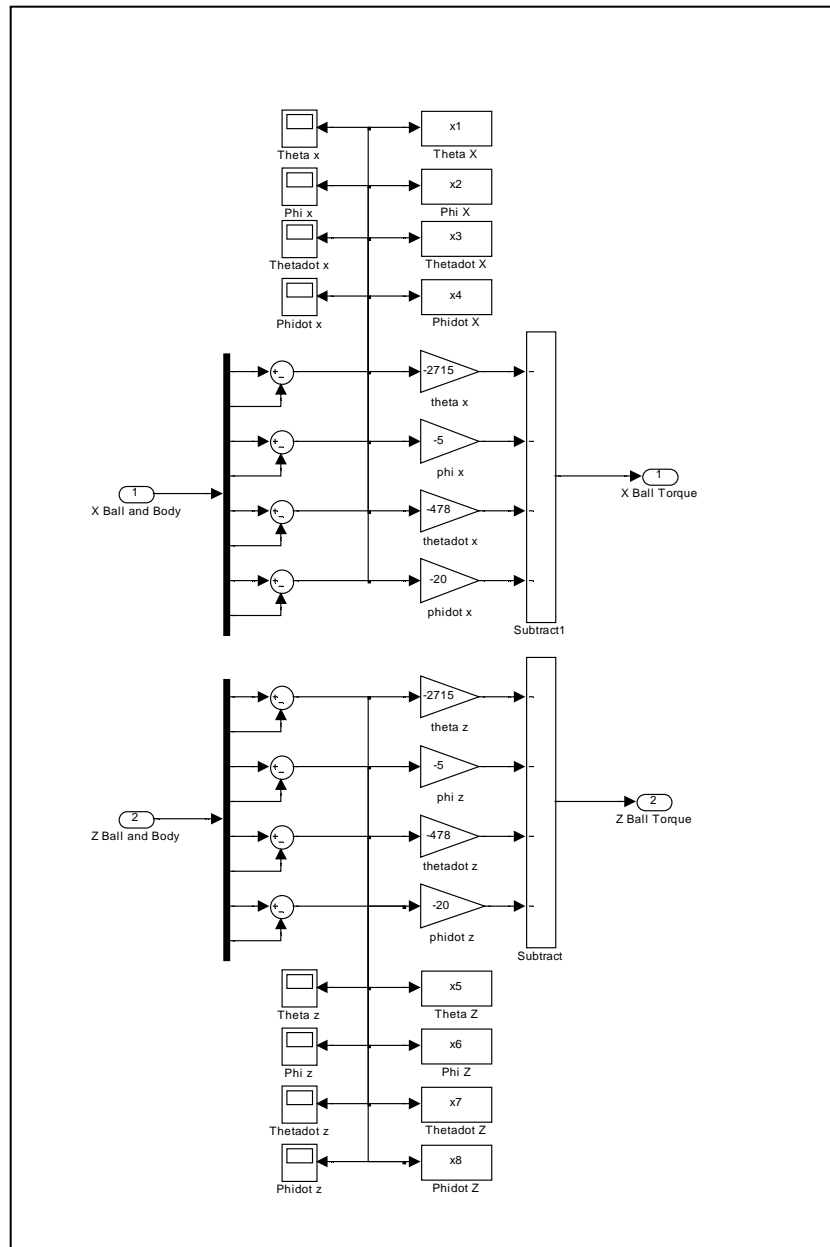 x1
Theta x
Theta X
x2
Phi x
Phi X
x3
Thetadot x
Thetadot X
x4
Phidot x
Phidot X
-2715
theta x
-5
phi x
1
X Ball and Body
1
X Ball Torque
-478
thetadot x
-20
phidot x
Subtract1
-2715
theta z
-5
phi z
2
Z Ball and Body
2
Z Ball Torque
-478
thetadot z
-20
phidot z
Subtract
x5
Theta z
Theta Z
x6
Phi z
Phi Z
x7
Thetadot z
Thetadot Z
x8
Phidot z
Phidot Z